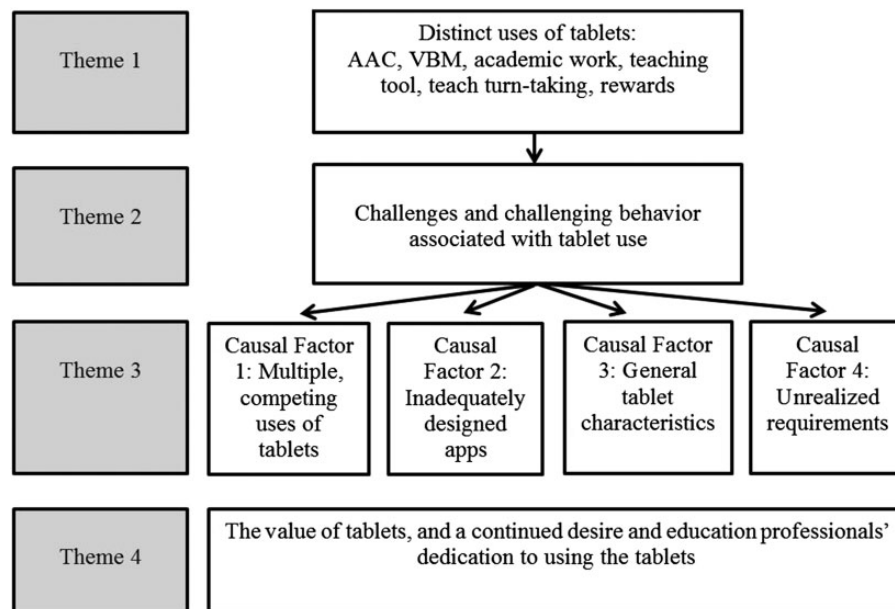 Theme 1
Distinct uses of tablets:
AAC, VBM, academic work, teaching
tool, teach turn-taking, rewards
Theme 2
Challenges and challenging behavior
associated with tablet use
Theme 3
Causal Factor
1: Multiple,
competing
uses of
tablets
Causal
Factor 2:
Inadequately
designed
apps
Causal Factor
3: General
tablet
characteristics
Causal
Factor 4:
Unrealized
requirements
Theme 4
The value of tablets, and a continued desire and education professionals’
dedication to using the tablets